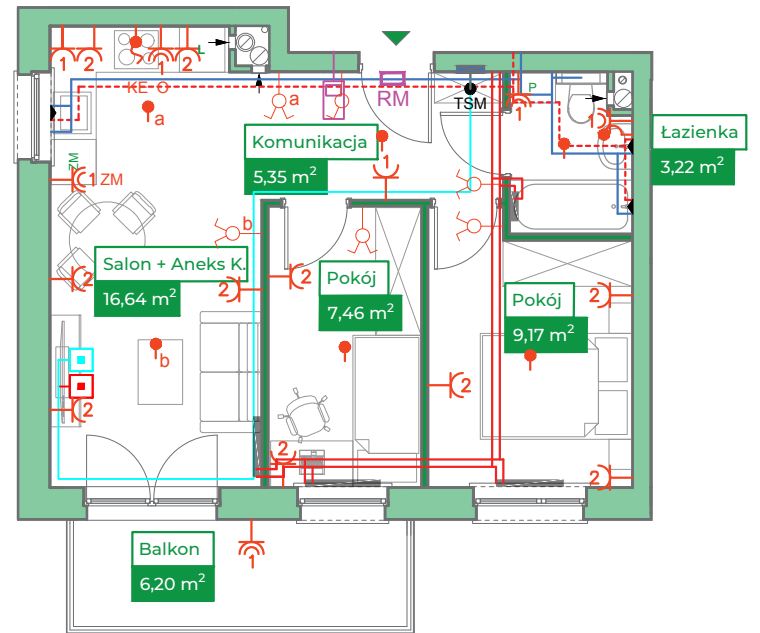 1
2
1
2
L
KE
a
a
RM
TSM
P
1
1
Komunikacja
5,35 m²
1
Łazienka
3,22 m²
ZM
1 ZM
b
Salon + Aneks K.
16,64 m²
2
2
2
Pokój
7,46 m²
Pokój
9,17 m²
2
b
2
2
2
2
Balkon
6,20 m²
1